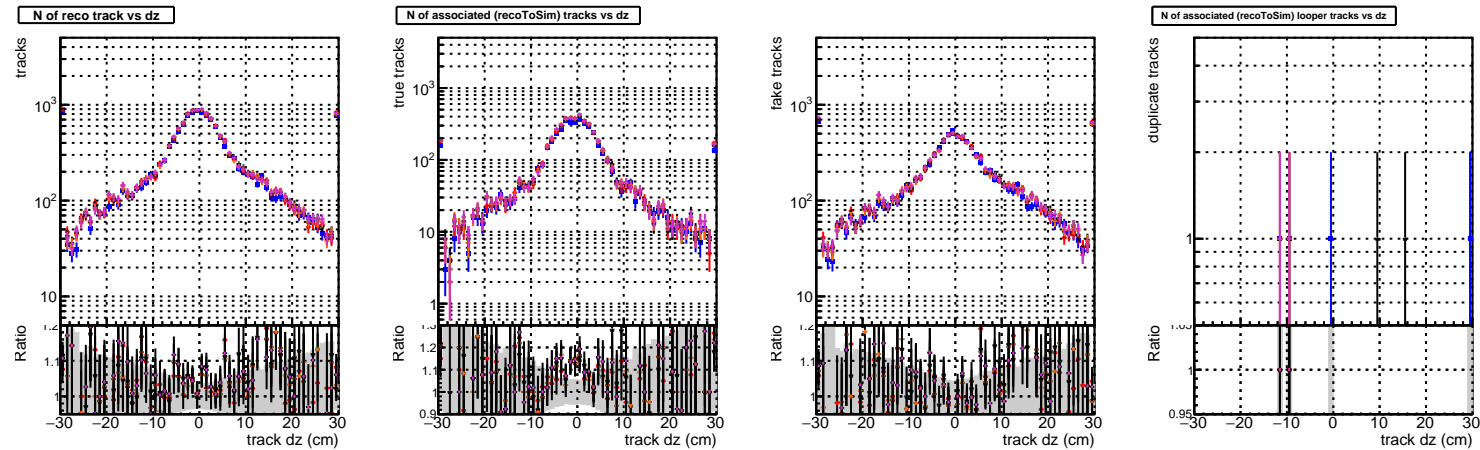 N of reco track vs dz
tracks
10³
10²
10
Ratio
1.2
1.1
1
−30 −20 −10 0 10 20 30
track dz (cm)
N of associated (recoToSim) tracks vs dz
true tracks
10³
10²
10
1
Ratio
1.3
1.2
1.1
1
0.9
−30 −20 −10 0 10 20 30
track dz (cm)
fake tracks
10³
10²
10
Ratio
1.2
1.1
1
−30 −20 −10 0 10 20 30
track dz (cm)
N of associated (recoToSim) looper tracks vs dz
duplicate tracks
1
Ratio
1.05
1
0.95
−30 −20 −10 0 10 20 30
track dz (cm)